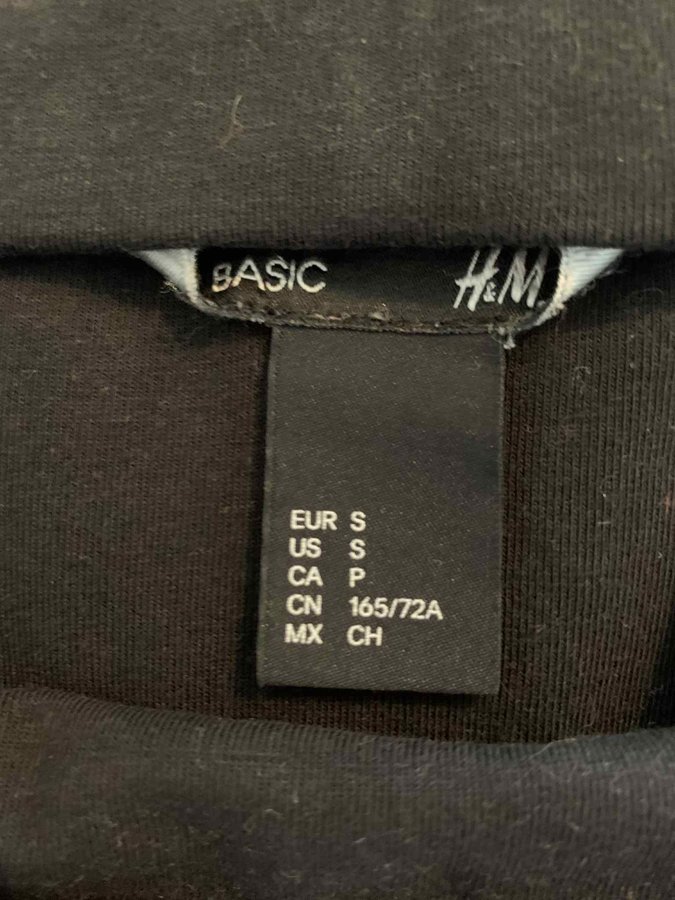 BASIC H&M
EUR S
US S
CA P
CN 165/72A
MX CH